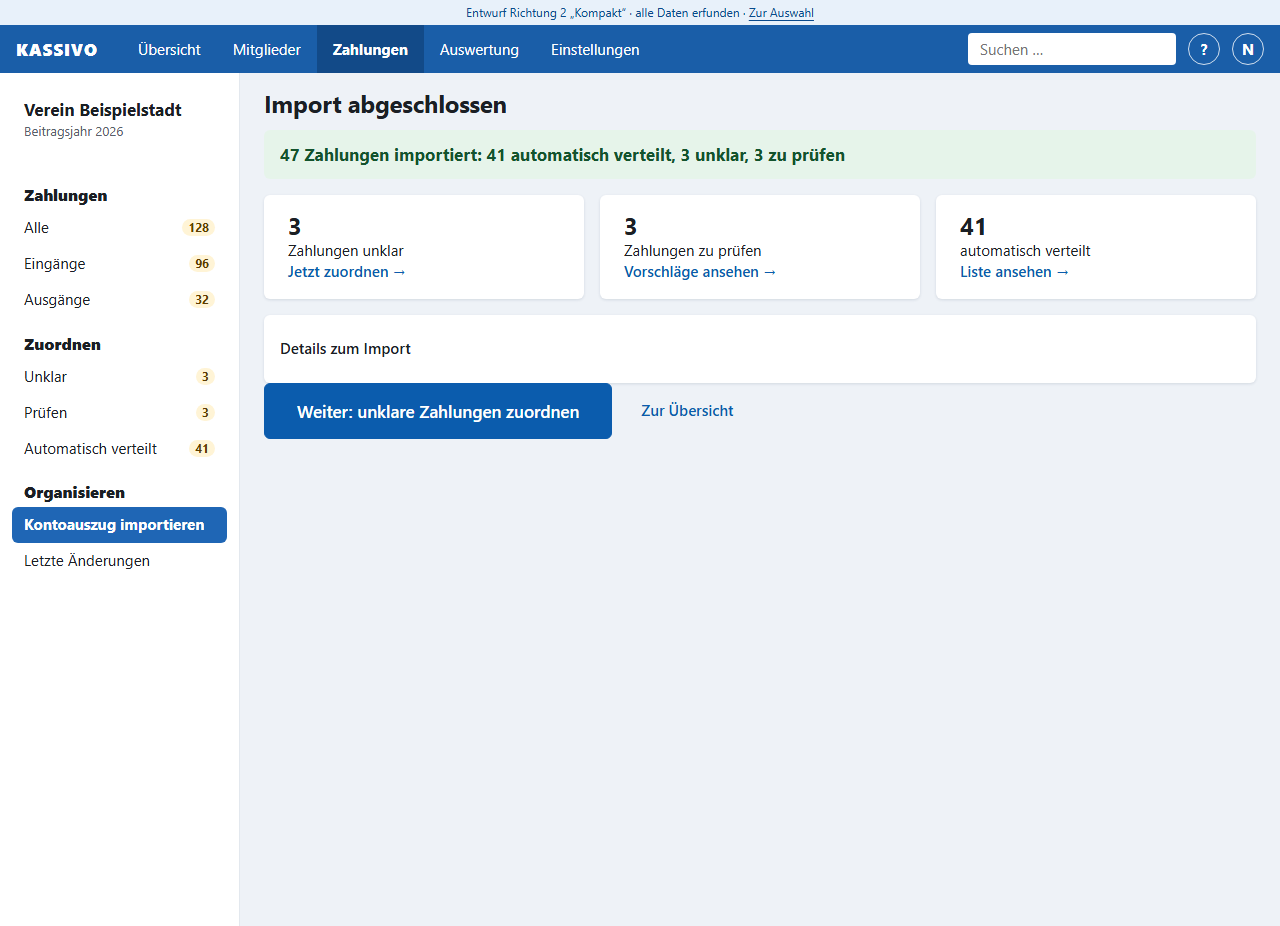 Entwurf Richtung 2 „Kompakt“ · alle Daten erfunden · Zur Auswahl
KASSIVO Übersicht Mitglieder Zahlungen Auswertung Einstellungen Suchen … ? N
Verein Beispielstadt
Beitragsjahr 2026
Zahlungen
Alle 128
Eingänge 96
Ausgänge 32
Zuordnen
Unklar 3
Prüfen 3
Automatisch verteilt 41
Organisieren
Kontoauszug importieren
Letzte Änderungen
Import abgeschlossen
47 Zahlungen importiert: 41 automatisch verteilt, 3 unklar, 3 zu prüfen
3
Zahlungen unklar
Jetzt zuordnen →
3
Zahlungen zu prüfen
Vorschläge ansehen →
41
automatisch verteilt
Liste ansehen →
Details zum Import
Weiter: unklare Zahlungen zuordnen Zur Übersicht